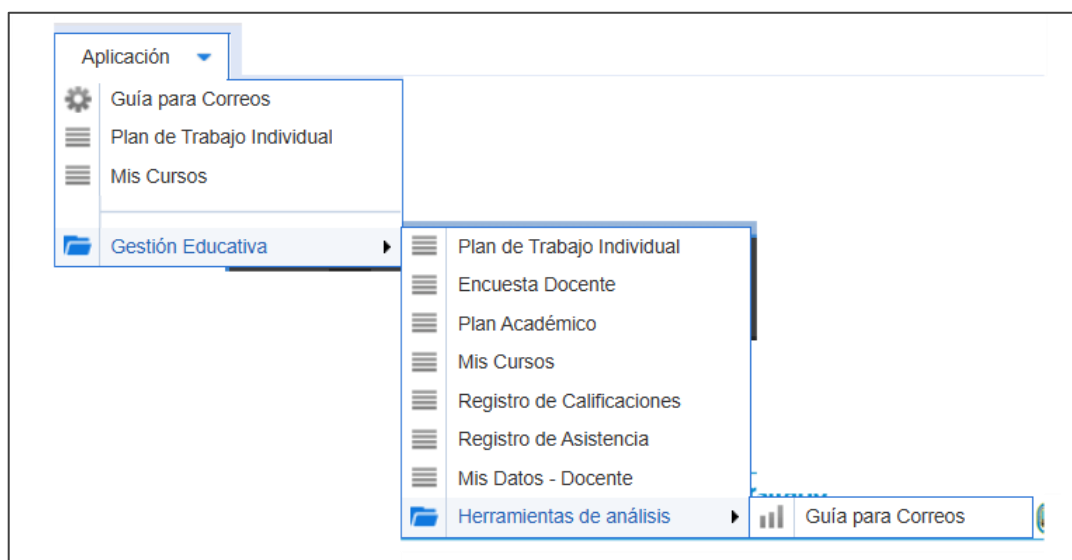 Aplicación
Guía para Correos
Plan de Trabajo Individual
Mis Cursos
Gestión Educativa
Plan de Trabajo Individual
Encuesta Docente
Plan Académico
Mis Cursos
Registro de Calificaciones
Registro de Asistencia
Mis Datos - Docente
Herramientas de análisis
Guía para Correos